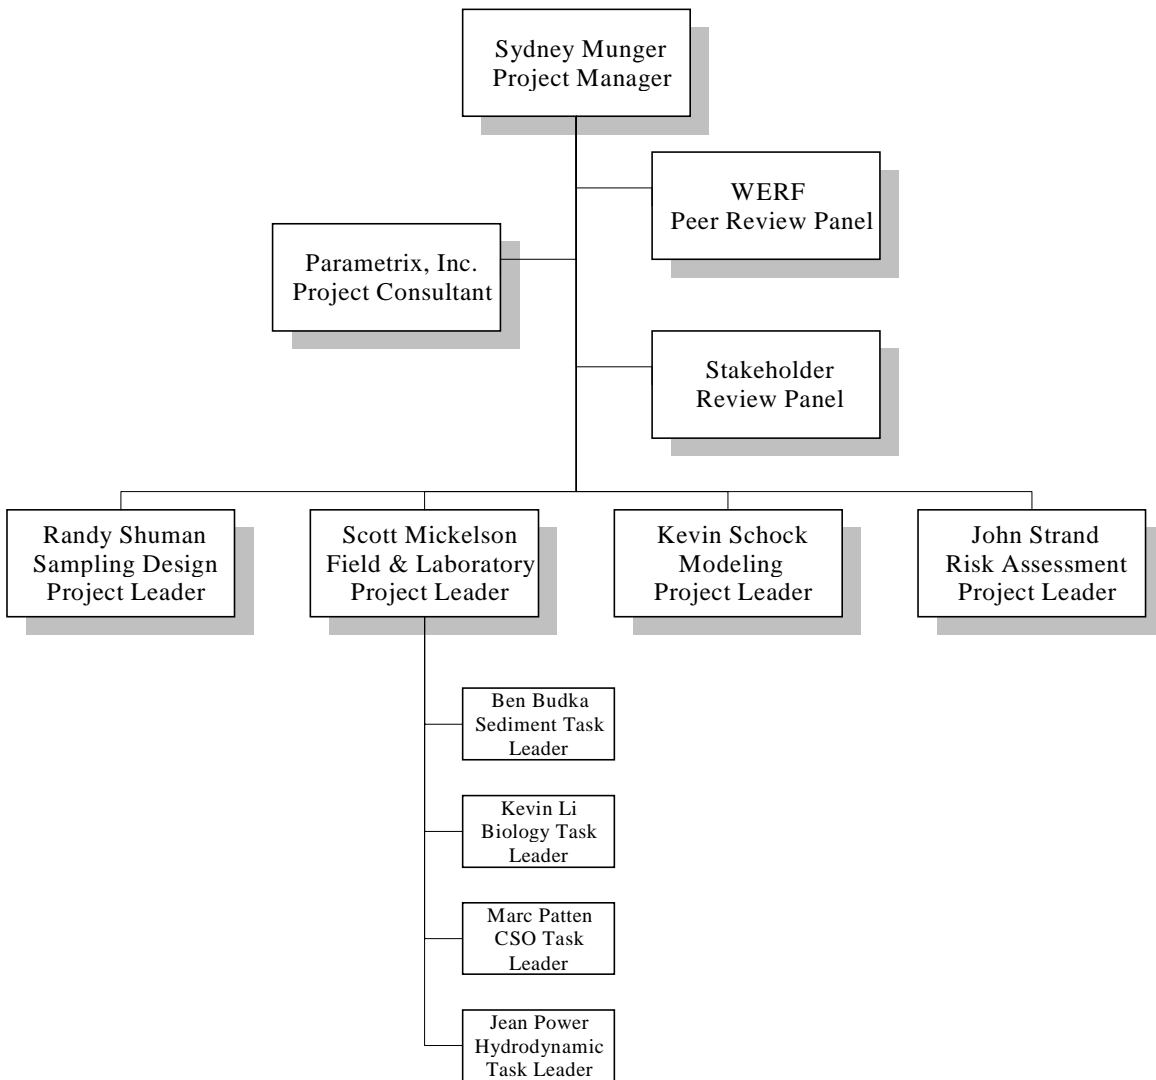 Sydney Munger
Project Manager
WERF
Peer Review Panel
Parametrix, Inc.
Project Consultant
Stakeholder
Review Panel
Randy Shuman
Sampling Design
Project Leader
Scott Mickelson
Field & Laboratory
Project Leader
Kevin Schock
Modeling
Project Leader
John Strand
Risk Assessment
Project Leader
Ben Budka
Sediment Task
Leader
Kevin Li
Biology Task
Leader
Marc Patten
CSO Task
Leader
Jean Power
Hydrodynamic
Task Leader